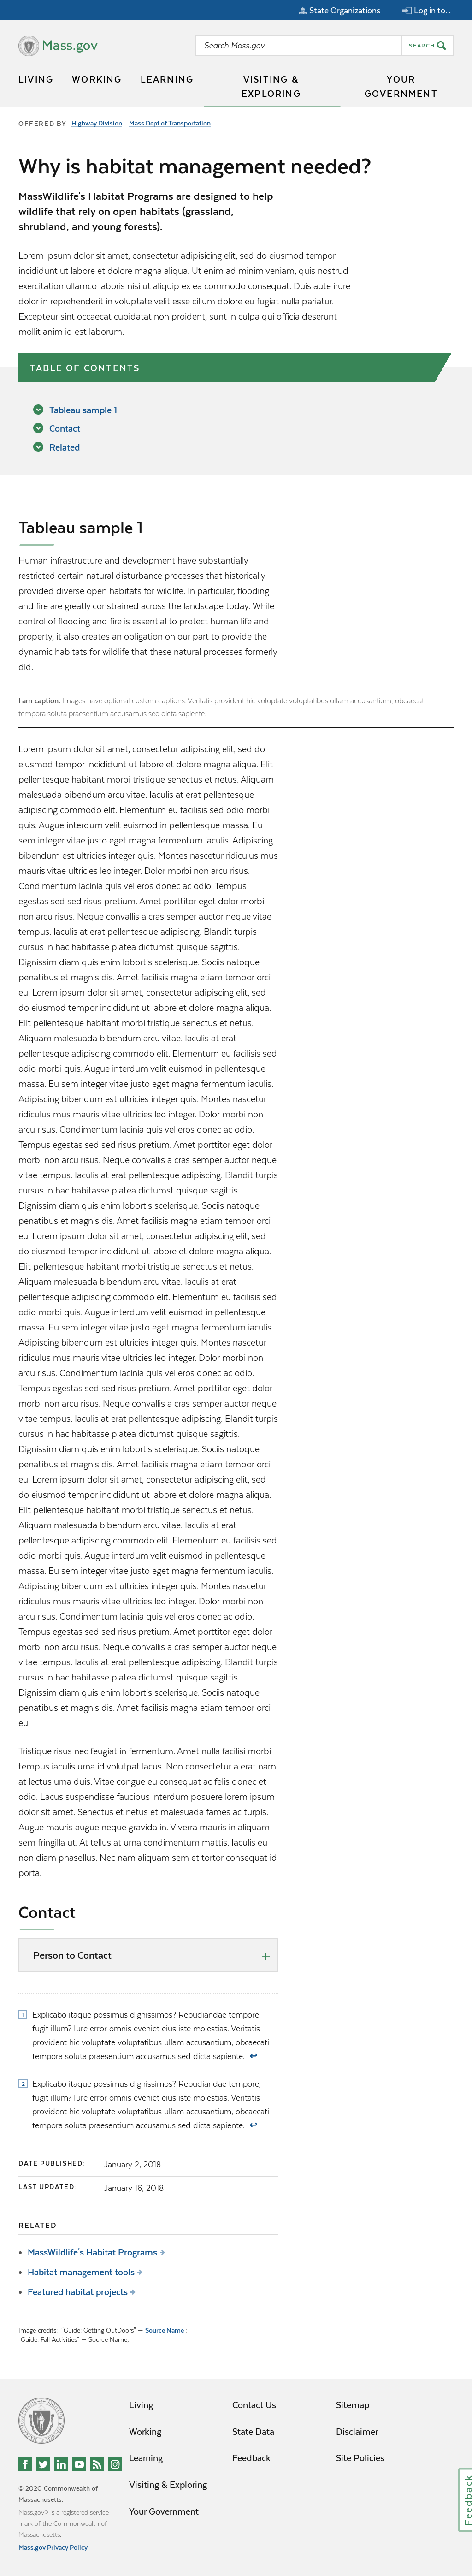 State Organizations
Log in to...
Mass.gov
Search Mass.gov
SEARCH
LIVING
WORKING
LEARNING
VISITING &
EXPLORING
YOUR
GOVERNMENT
OFFERED BY Highway Division Mass Dept of Transportation
Why is habitat management needed?
MassWildlife's Habitat Programs are designed to help
wildlife that rely on open habitats (grassland,
shrubland, and young forests).
Lorem ipsum dolor sit amet, consectetur adipisicing elit, sed do eiusmod tempor
incididunt ut labore et dolore magna aliqua. Ut enim ad minim veniam, quis nostrud
exercitation ullamco laboris nisi ut aliquip ex ea commodo consequat. Duis aute irure
dolor in reprehenderit in voluptate velit esse cillum dolore eu fugiat nulla pariatur.
Excepteur sint occaecat cupidatat non proident, sunt in culpa qui officia deserunt
mollit anim id est laborum.
TABLE OF CONTENTS
Tableau sample 1
Contact
Related
Tableau sample 1
Human infrastructure and development have substantially
restricted certain natural disturbance processes that historically
provided diverse open habitats for wildlife. In particular, flooding
and fire are greatly constrained across the landscape today. While
control of flooding and fire is essential to protect human life and
property, it also creates an obligation on our part to provide the
dynamic habitats for wildlife that these natural processes formerly
did.
I am caption. Images have optional custom captions. Ventatis provident hic voluptate voluptatibus ullam accusantium, obcaecati
tempora soluta praesentium accusamus sed dicta sapiente.
Lorem ipsum dolor sit amet, consectetur adipiscing elit, sed do
eiusmod tempor incididunt ut labore et dolore magna aliqua. Elit
pellentesque habitant morbi tristique senectus et netus. Aliquam
malesuada bibendum arcu vitae. Iaculis at erat pellentesque
adipiscing commodo elit. Elementum eu facilisis sed odio morbi
quis. Augue interdum velit euismod in pellentesque massa. Eu
sem integer vitae justo eget magna fermentum iaculis. Adipiscing
bibendum est ultricies integer quis. Montes nascetur ridiculus mus
mauris vitae ultricies leo integer. Dolor morbi non arcu risus.
Condimentum lacinia quis vel eros donec ac odio. Tempus
egestas sed sed risus pretium. Amet porttitor eget dolor morbi
non arcu risus. Neque convallis a cras semper auctor neque vitae
tempus. Iaculis at erat pellentesque adipiscing. Blandit turpis
cursus in hac habitasse platea dictumst quisque sagittis.
Dignissim diam quis enim lobortis scelerisque. Sociis natoque
penatibus et magnis dis. Amet facilisis magna etiam tempor orci
eu. Lorem ipsum dolor sit amet, consectetur adipiscing elit, sed
do eiusmod tempor incididunt ut labore et dolore magna aliqua.
Elit pellentesque habitant morbi tristique senectus et netus.
Aliquam malesuada bibendum arcu vitae. Iaculis at erat
pellentesque adipiscing commodo elit. Elementum eu facilisis sed
odio morbi quis. Augue interdum velit euismod in pellentesque
massa. Eu sem integer vitae justo eget magna fermentum iaculis.
Adipiscing bibendum est ultricies integer quis. Montes nascetur
ridiculus mus mauris vitae ultricies leo integer. Dolor morbi non
arcu risus. Condimentum lacinia quis vel eros donec ac odio.
Tempus egestas sed sed risus pretium. Amet porttitor eget dolor
morbi non arcu risus. Neque convallis a cras semper auctor neque
vitae tempus. Iaculis at erat pellentesque adipiscing. Blandit turpis
cursus in hac habitasse platea dictumst quisque sagittis.
Dignissim diam quis enim lobortis scelerisque. Sociis natoque
penatibus et magnis dis. Amet facilisis magna etiam tempor orci
eu. Lorem ipsum dolor sit amet, consectetur adipiscing elit, sed
do eiusmod tempor incididunt ut labore et dolore magna aliqua.
Elit pellentesque habitant morbi tristique senectus et netus.
Aliquam malesuada bibendum arcu vitae. Iaculis at erat
pellentesque adipiscing commodo elit. Elementum eu facilisis sed
odio morbi quis. Augue interdum velit euismod in pellentesque
massa. Eu sem integer vitae justo eget magna fermentum iaculis.
Adipiscing bibendum est ultricies integer quis. Montes nascetur
ridiculus mus mauris vitae ultricies leo integer. Dolor morbi non
arcu risus. Condimentum lacinia quis vel eros donec ac odio.
Tempus egestas sed sed risus pretium. Amet porttitor eget dolor
morbi non arcu risus. Neque convallis a cras semper auctor neque
vitae tempus. Iaculis at erat pellentesque adipiscing. Blandit turpis
cursus in hac habitasse platea dictumst quisque sagittis.
Dignissim diam quis enim lobortis scelerisque. Sociis natoque
penatibus et magnis dis. Amet facilisis magna etiam tempor orci
eu. Lorem ipsum dolor sit amet, consectetur adipiscing elit, sed
do eiusmod tempor incididunt ut labore et dolore magna aliqua.
Elit pellentesque habitant morbi tristique senectus et netus.
Aliquam malesuada bibendum arcu vitae. Iaculis at erat
pellentesque adipiscing commodo elit. Elementum eu facilisis sed
odio morbi quis. Augue interdum velit euismod in pellentesque
massa. Eu sem integer vitae justo eget magna fermentum iaculis.
Adipiscing bibendum est ultricies integer quis. Montes nascetur
ridiculus mus mauris vitae ultricies leo integer. Dolor morbi non
arcu risus. Condimentum lacinia quis vel eros donec ac odio.
Tempus egestas sed sed risus pretium. Amet porttitor eget dolor
morbi non arcu risus. Neque convallis a cras semper auctor neque
vitae tempus. Iaculis at erat pellentesque adipiscing. Blandit turpis
cursus in hac habitasse platea dictumst quisque sagittis.
Dignissim diam quis enim lobortis scelerisque. Sociis natoque
penatibus et magnis dis. Amet facilisis magna etiam tempor orci
eu.
Tristique risus nec feugiat in fermentum. Amet nulla facilisi morbi
tempus iaculis urna id volutpat lacus. Non consectetur a erat nam
at lectus urna duis. Vitae congue eu consequat ac felis donec et
odio. Lacus suspendisse faucibus interdum posuere lorem ipsum
dolor sit amet. Senectus et netus et malesuada fames ac turpis.
Augue mauris augue neque gravida in. Viverra mauris in aliquam
sem fringilla ut. At tellus at urna condimentum mattis. Iaculis eu
non diam phasellus. Nec nam aliquam sem et tortor consequat id
porta.
Contact
Person to Contact
1 Explicabo itaque possimus dignissimos? Repudiandae tempore,
fugit illum? Iure error omnis eveniet eius iste molestias. Veritatis
provident hic voluptate voluptatibus ullam accusantium, obcaecati
tempora soluta praesentium accusamus sed dicta sapiente. ↩
2 Explicabo itaque possimus dignissimos? Repudiandae tempore,
fugit illum? Iure error omnis eveniet eius iste molestias. Veritatis
provident hic voluptate voluptatibus ullam accusantium, obcaecati
tempora soluta praesentium accusamus sed dicta sapiente. ↩
DATE PUBLISHED: January 2, 2018
LAST UPDATED: January 16, 2018
RELATED
MassWildlife's Habitat Programs
Habitat management tools
Featured habitat projects
Image credits: "Guide: Getting OutDoors" — Source Name ,
"Guide: Fall Activities" — Source Name,
Living
Working
Learning
Visiting & Exploring
Your Government
Contact Us
State Data
Feedback
Sitemap
Disclaimer
Site Policies
© 2020 Commonwealth of
Massachusetts.
Mass.gov® is a registered service
mark of the Commonwealth of
Massachusetts.
Mass.gov Privacy Policy
Feedback